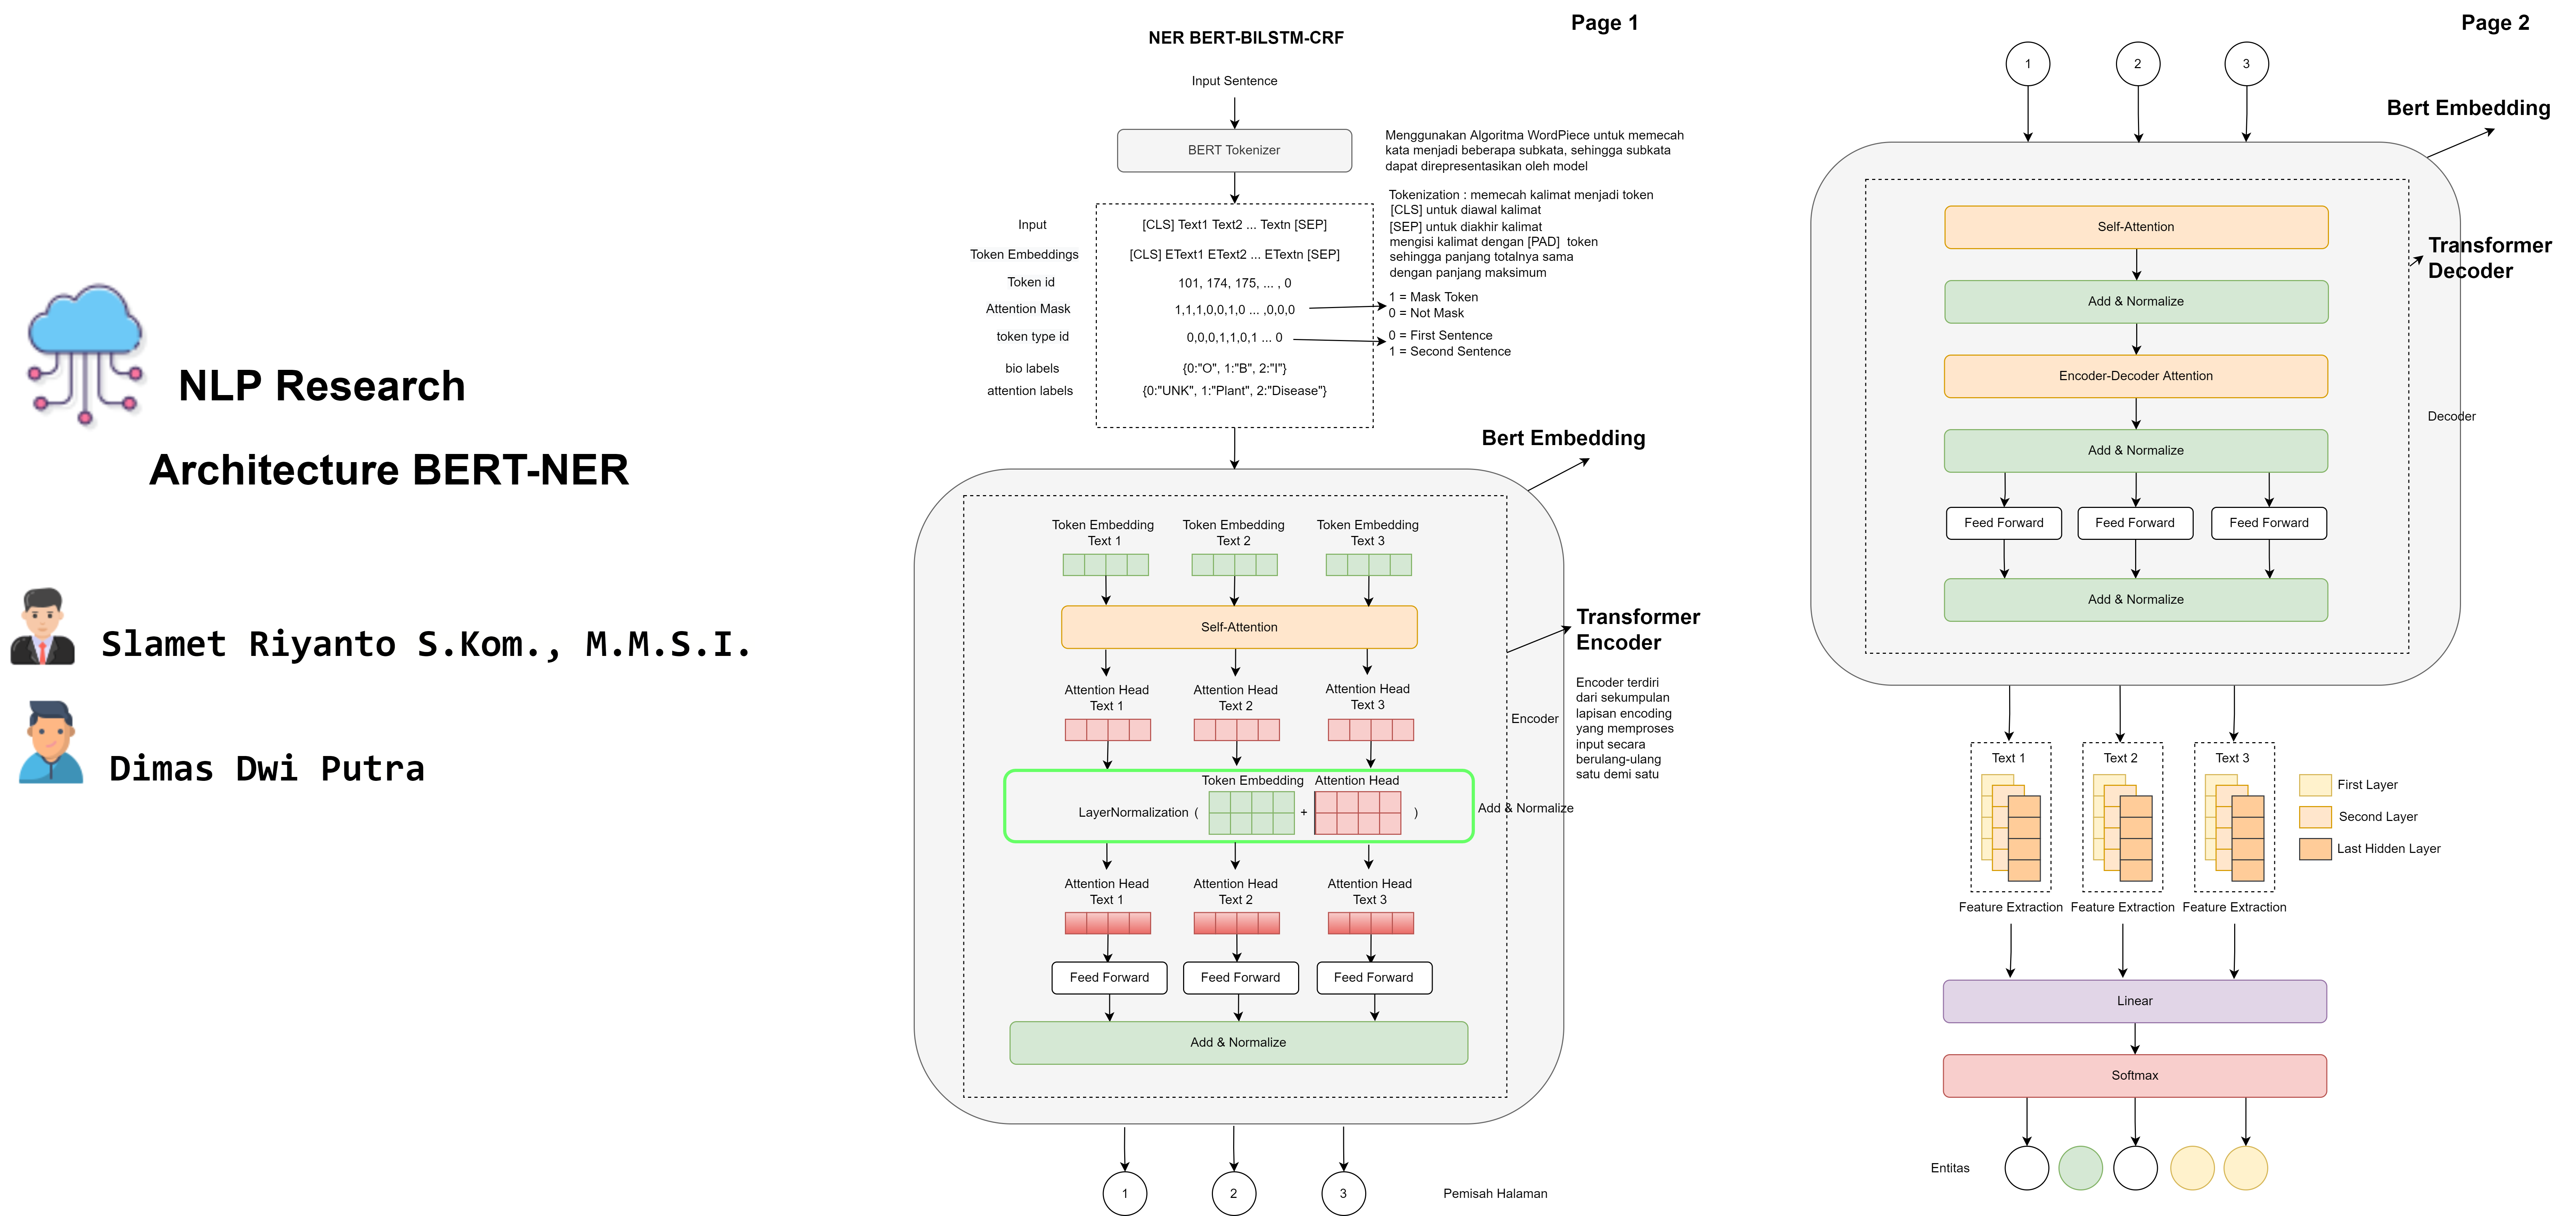 NLP Research
Architecture BERT-NER
Slamet Riyanto S.Kom., M.M.S.I.
Dimas Dwi Putra
Page 1
NER BERT-BILSTM-CRF
Input Sentence
BERT Tokenizer
Menggunakan Algoritma WordPiece untuk memecah
kata menjadi beberapa subkata, sehingga subkata
dapat direpresentasikan oleh model
Tokenization : memecah kalimat menjadi token
[CLS] untuk diawal kalimat
[SEP] untuk diakhir kalimat
mengisi kalimat dengan [PAD] token
sehingga panjang totalnya sama
dengan panjang maksimum
Input
[CLS] Text1 Text2 ... Textn [SEP]
Token Embeddings
[CLS] EText1 EText2 ... ETextn [SEP]
Token id
101, 174, 175, ... , 0
Attention Mask
1,1,1,0,0,1,0 ... ,0,0,0
1 = Mask Token
0 = Not Mask
token type id
0,0,0,1,1,0,1 ... 0
0 = First Sentence
1 = Second Sentence
bio labels
{0:"O", 1:"B", 2:"I"}
attention labels
{0:"UNK", 1:"Plant", 2:"Disease"}
Bert Embedding
Token Embedding
Text 1
Token Embedding
Text 2
Token Embedding
Text 3
Self-Attention
Transformer
Encoder
Encoder terdiri
dari sekumpulan
lapisan encoding
yang memproses
input secara
berulang-ulang
satu demi satu
Attention Head
Text 1
Attention Head
Text 2
Attention Head
Text 3
Encoder
Token Embedding
Attention Head
LayerNormalization (
+
)
Add & Normalize
Attention Head
Text 1
Attention Head
Text 2
Attention Head
Text 3
Feed Forward
Feed Forward
Feed Forward
Add & Normalize
1
2
3
Pemisah Halaman
Page 2
1
2
3
Bert Embedding
Self-Attention
Transformer
Decoder
Add & Normalize
Encoder-Decoder Attention
Decoder
Add & Normalize
Feed Forward
Feed Forward
Feed Forward
Add & Normalize
Text 1
Text 2
Text 3
First Layer
Second Layer
Last Hidden Layer
Feature Extraction
Feature Extraction
Feature Extraction
Linear
Softmax
Entitas